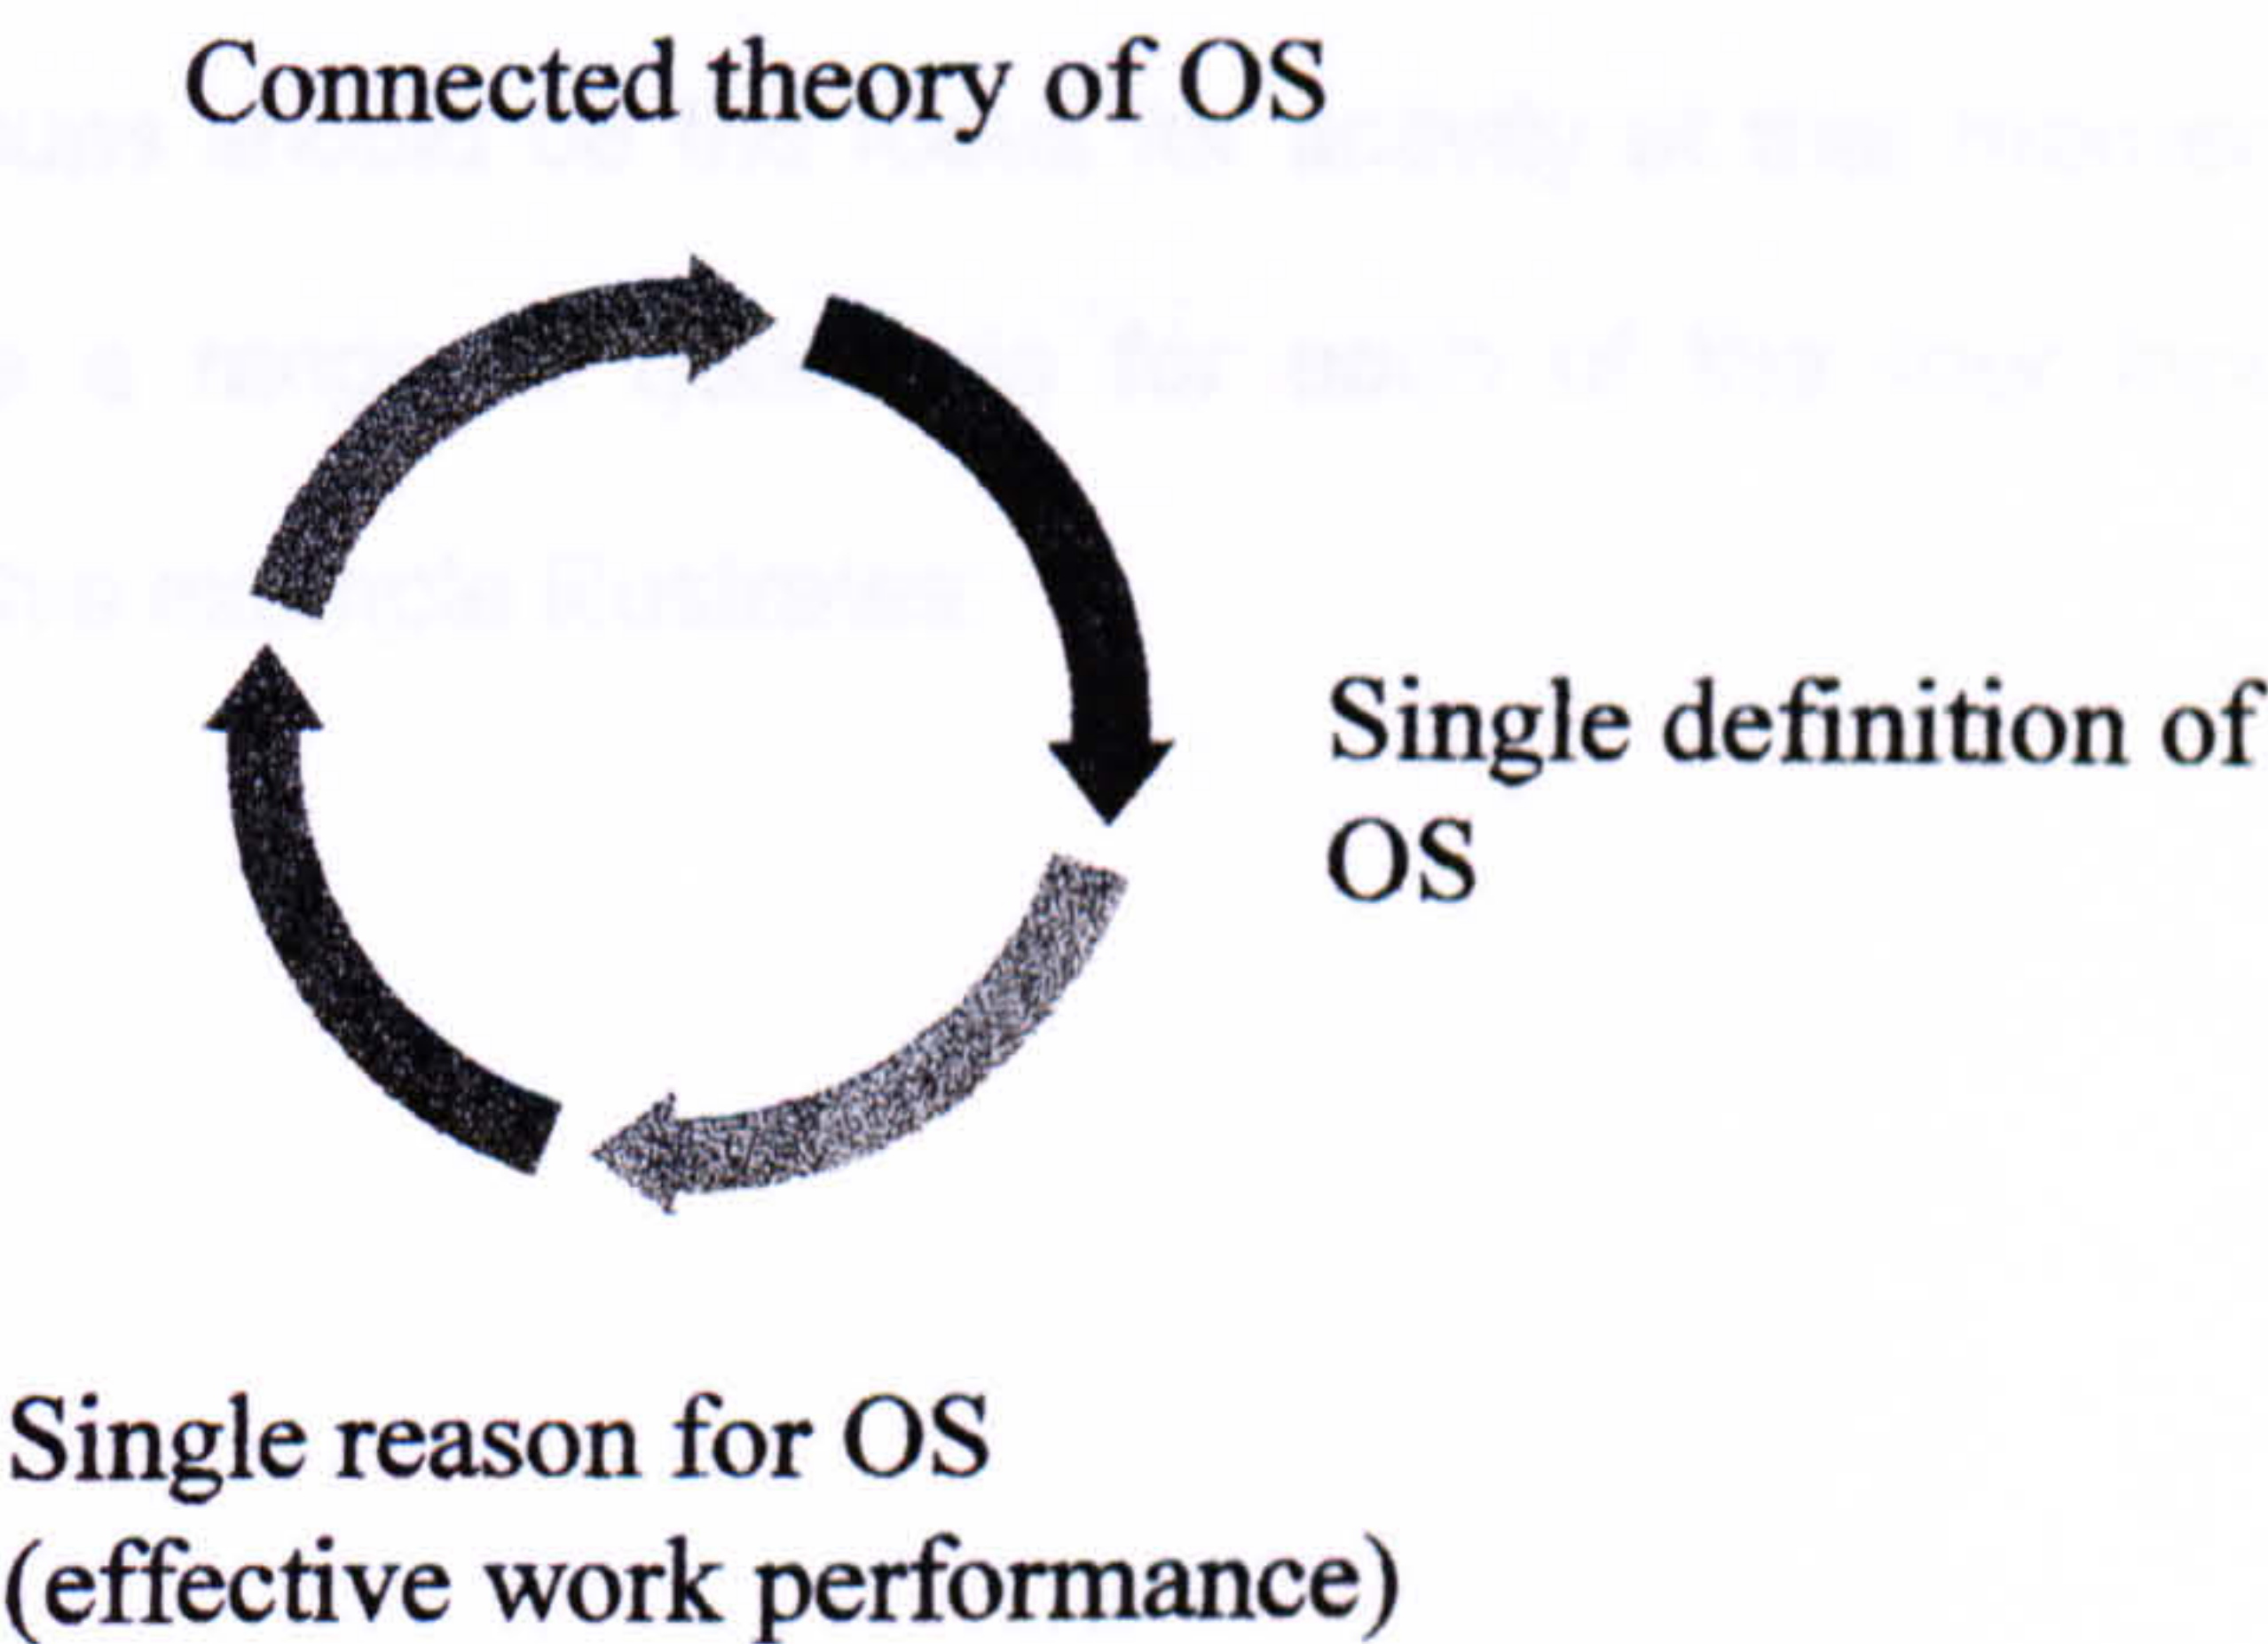 Connected theory of OS
Single definition of
OS
Single reason for OS
(effective work performance)